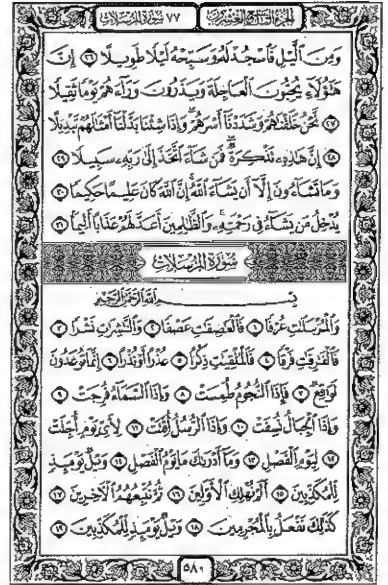 الجزء التاسع والعشرون
٧٧ سورة المرسلات
وَمِنَ ٱلَّيْلِ فَٱسْجُدْ لَهُۥ وَسَبِّحْهُ لَيْلًا طَوِيلًا ٢٦ إِنَّ
هَٰٓؤُلَآءِ يُحِبُّونَ ٱلْعَاجِلَةَ وَيَذَرُونَ وَرَآءَهُمْ يَوْمًا ثَقِيلًا
٢٧ نَّحْنُ خَلَقْنَٰهُمْ وَشَدَدْنَآ أَسْرَهُمْ ۖ وَإِذَا شِئْنَا بَدَّلْنَآ أَمْثَٰلَهُمْ تَبْدِيلًا
٢٨ إِنَّ هَٰذِهِۦ تَذْكِرَةٌ ۖ فَمَن شَآءَ ٱتَّخَذَ إِلَىٰ رَبِّهِۦ سَبِيلًا ٢٩
وَمَا تَشَآءُونَ إِلَّآ أَن يَشَآءَ ٱللَّهُ ۚ إِنَّ ٱللَّهَ كَانَ عَلِيمًا حَكِيمًا ٣٠
يُدْخِلُ مَن يَشَآءُ فِى رَحْمَتِهِۦ ۚ وَٱلظَّٰلِمِينَ أَعَدَّ لَهُمْ عَذَابًا أَلِيمًۢا ٣١
سُورَةُ الْمُرْسَلَاتِ
بِسْمِ ٱللَّهِ ٱلرَّحْمَٰنِ ٱلرَّحِيمِ
وَٱلْمُرْسَلَٰتِ عُرْفًا ١ فَٱلْعَٰصِفَٰتِ عَصْفًا ٢ وَٱلنَّٰشِرَٰتِ نَشْرًا ٣
فَٱلْفَٰرِقَٰتِ فَرْقًا ٤ فَٱلْمُلْقِيَٰتِ ذِكْرًا ٥ عُذْرًا أَوْ نُذْرًا ٦ إِنَّمَا تُوعَدُونَ
لَوَٰقِعٌ ٧ فَإِذَا ٱلنُّجُومُ طُمِسَتْ ٨ وَإِذَا ٱلسَّمَآءُ فُرِجَتْ ٩
وَإِذَا ٱلْجِبَالُ نُسِفَتْ ١٠ وَإِذَا ٱلرُّسُلُ أُقِّتَتْ ١١ لِأَىِّ يَوْمٍ أُجِّلَتْ
١٢ لِيَوْمِ ٱلْفَصْلِ ١٣ وَمَآ أَدْرَىٰكَ مَا يَوْمُ ٱلْفَصْلِ ١٤ وَيْلٌ يَوْمَئِذٍ
لِّلْمُكَذِّبِينَ ١٥ أَلَمْ نُهْلِكِ ٱلْأَوَّلِينَ ١٦ ثُمَّ نُتْبِعُهُمُ ٱلْءَاخِرِينَ ١٧
كَذَٰلِكَ نَفْعَلُ بِٱلْمُجْرِمِينَ ١٨ وَيْلٌ يَوْمَئِذٍ لِّلْمُكَذِّبِينَ ١٩
٥٨٠